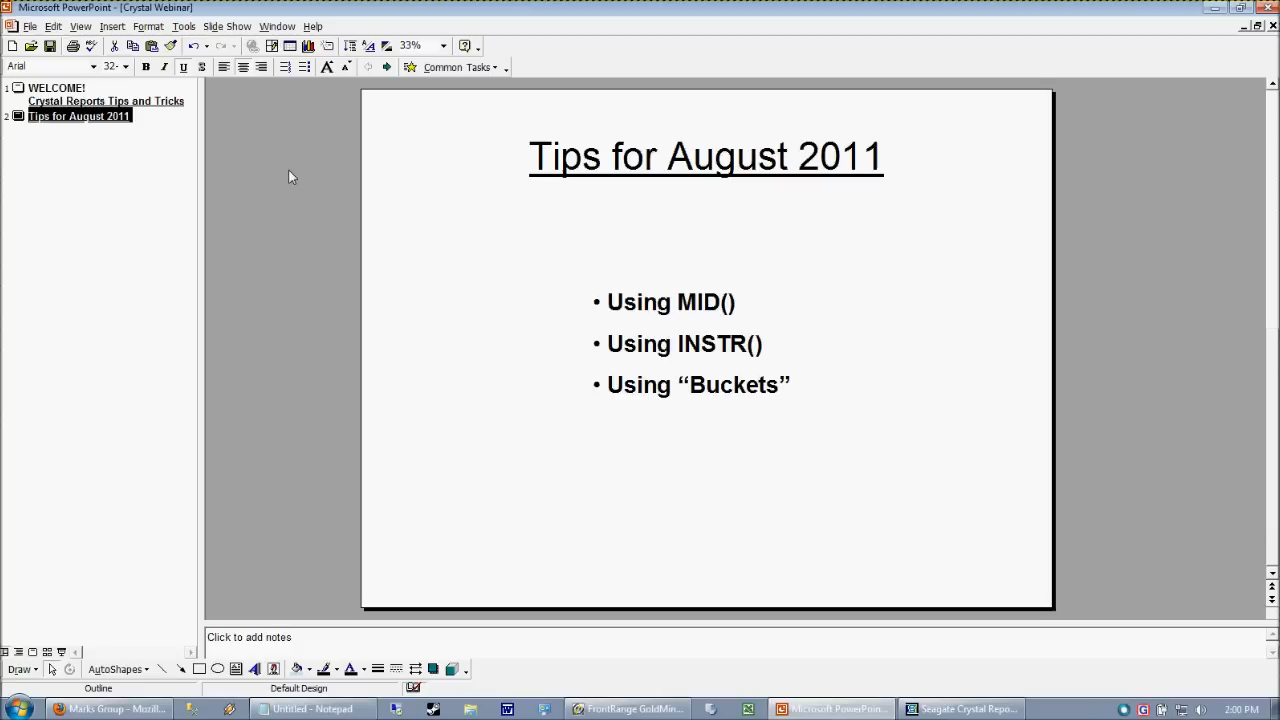 Microsoft PowerPoint - [Crystal Webinar]
File Edit View Insert Format Tools Slide Show Window Help
33%
Arial 32 B I U S A A Common Tasks
1 WELCOME!
Crystal Reports Tips and Tricks
2 Tips for August 2011
Tips for August 2011
• Using MID()
• Using INSTR()
• Using “Buckets”
Click to add notes
Draw AutoShapes A
Outline Default Design
Marks Group - Mozill... Untitled - Notepad FrontRange GoldMin... Microsoft PowerPoin... Seagate Crystal Repo... 2:00 PM